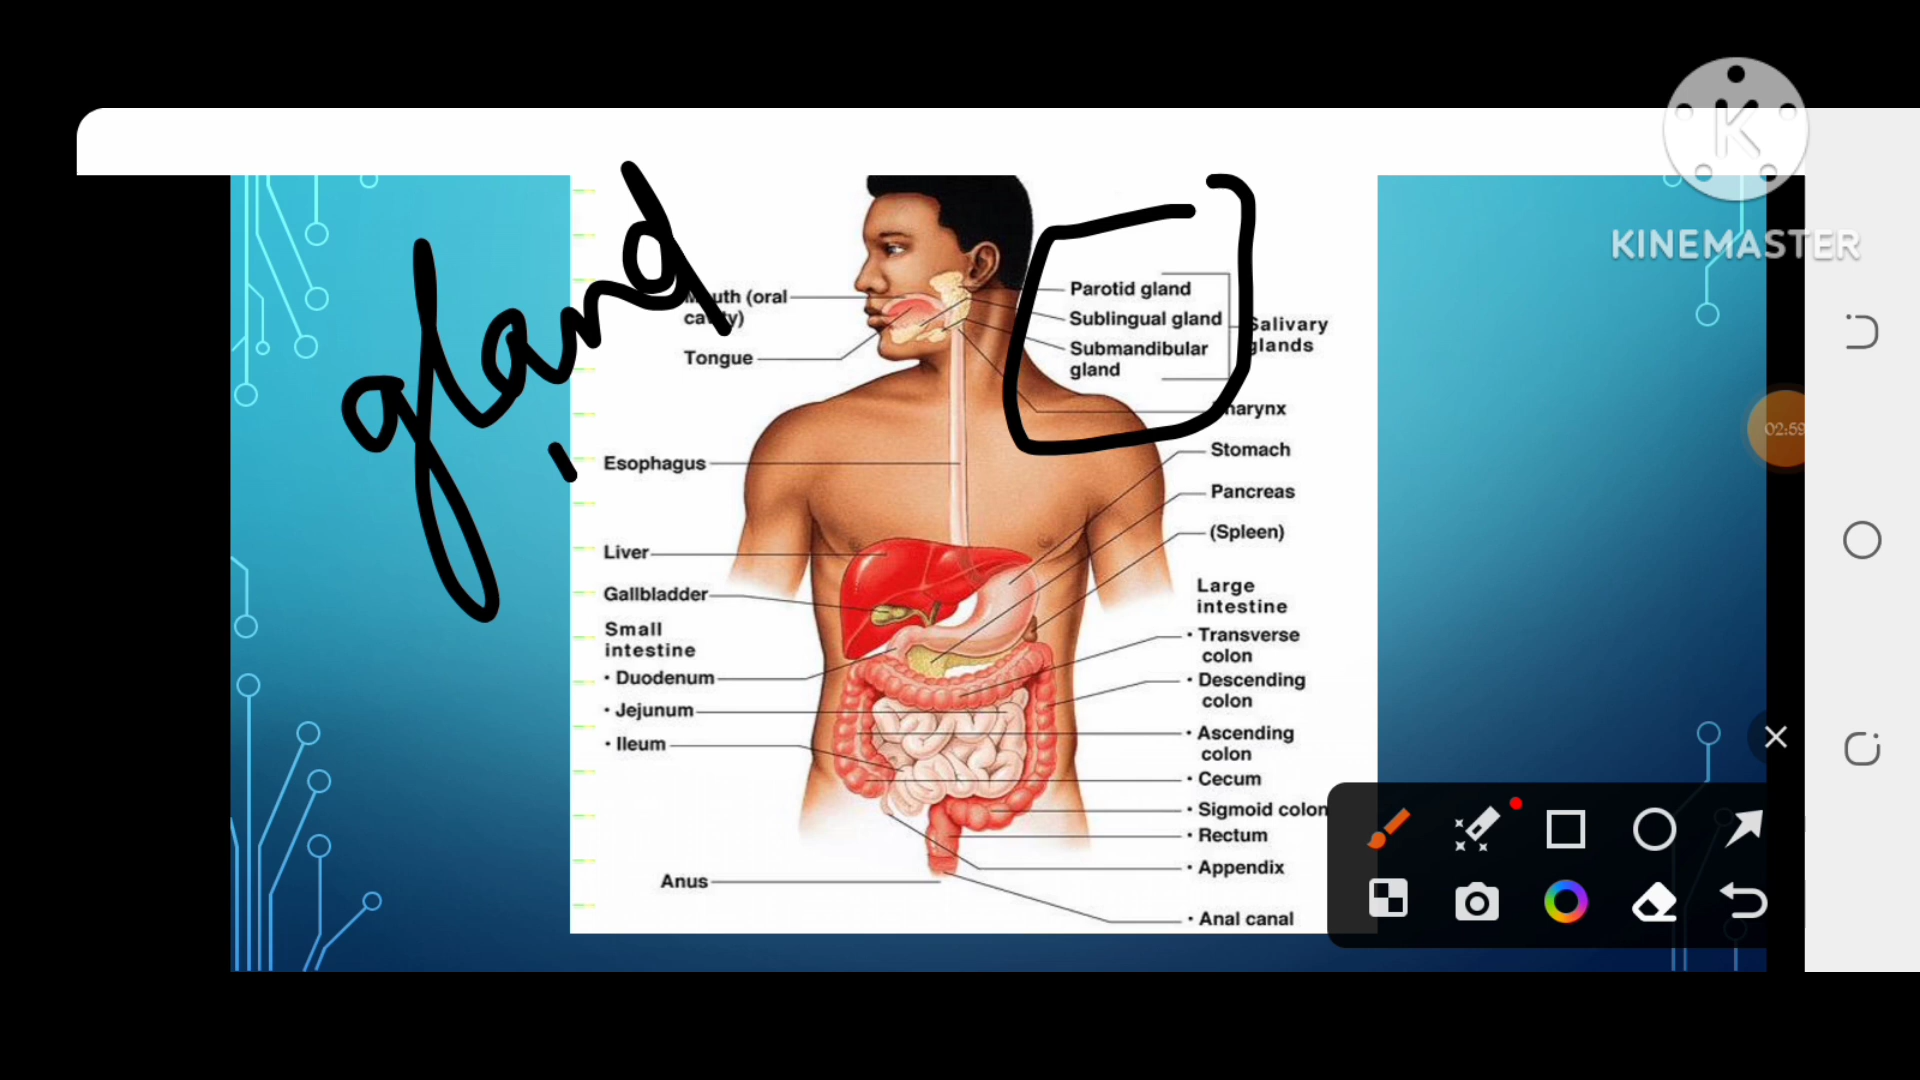 K
KINEMASTER
gland
Mouth (oral
cavity)
Tongue
Parotid gland
Sublingual gland
Submandibular
gland
Salivary
glands
Pharynx
Esophagus
Stomach
Pancreas
(Spleen)
Liver
Gallbladder
Small
intestine
• Duodenum
• Jejunum
• Ileum
Large
intestine
• Transverse
colon
• Descending
colon
• Ascending
colon
• Cecum
• Sigmoid colon
• Rectum
• Appendix
Anus
• Anal canal
02:59